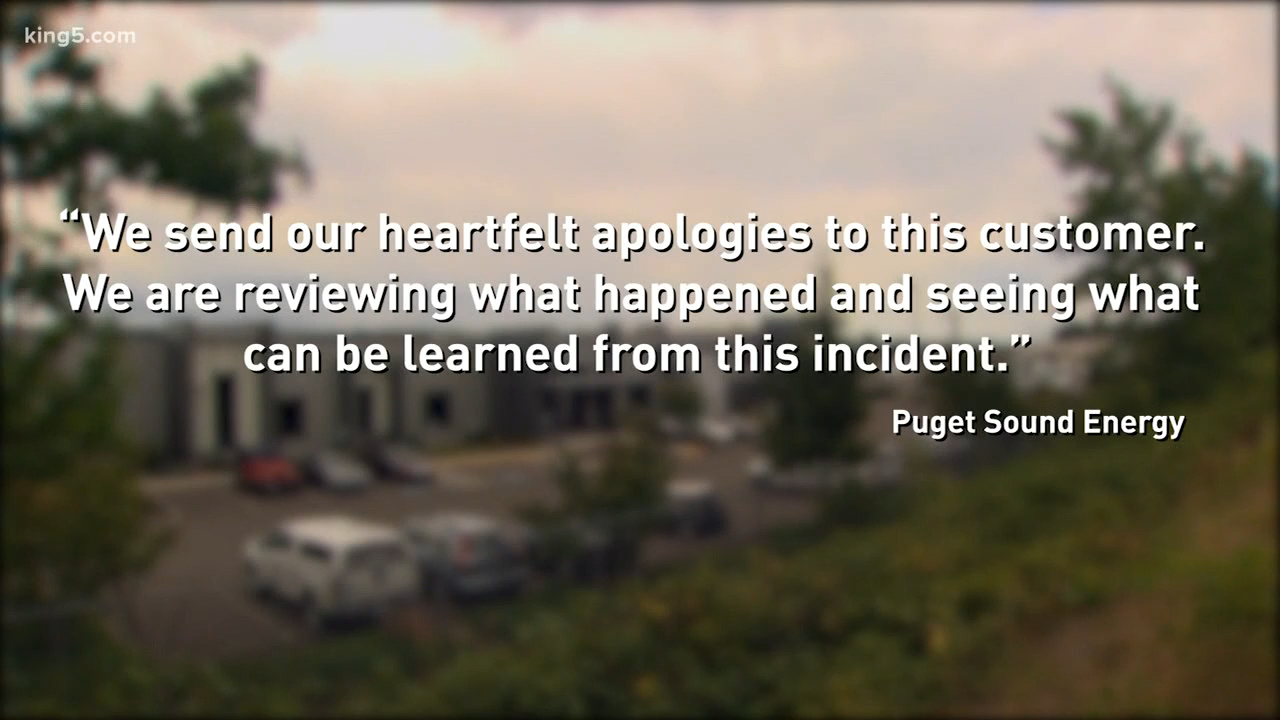 king5.com
“We send our heartfelt apologies to this customer.
We are reviewing what happened and seeing what
can be learned from this incident.”
Puget Sound Energy